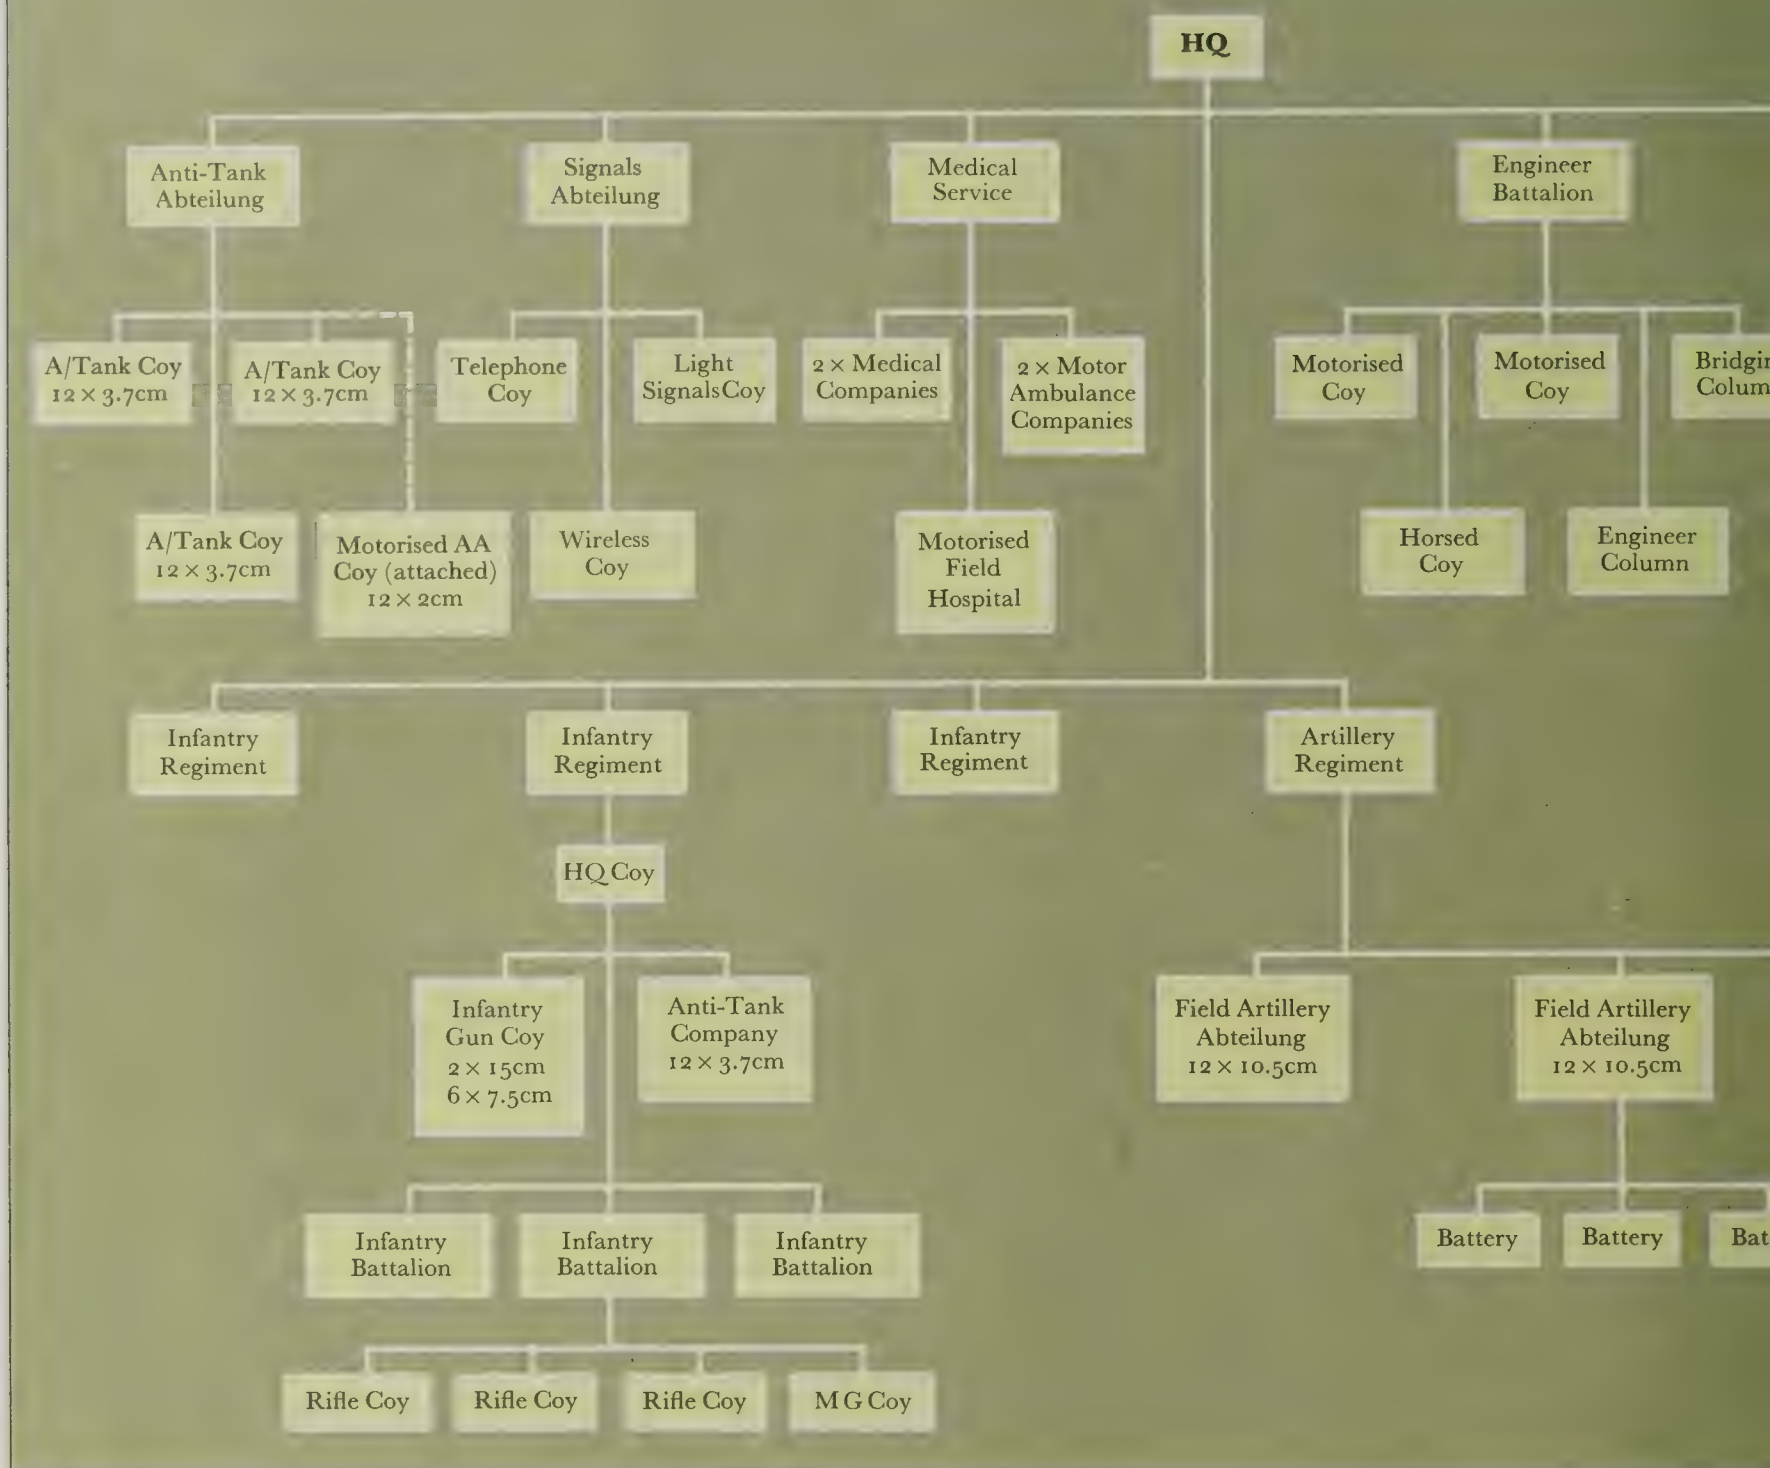 HQ
Anti-Tank
Abteilung
Signals
Abteilung
Medical
Service
Engineer
Battalion
A/Tank Coy
12 × 3.7cm
A/Tank Coy
12 × 3.7cm
Telephone
Coy
Light
Signals Coy
2 × Medical
Companies
2 × Motor
Ambulance
Companies
Motorised
Coy
Motorised
Coy
Bridgin
Colum
A/Tank Coy
12 × 3.7cm
Motorised AA
Coy (attached)
12 × 2cm
Wireless
Coy
Motorised
Field
Hospital
Horsed
Coy
Engineer
Column
Infantry
Regiment
Infantry
Regiment
Infantry
Regiment
Artillery
Regiment
HQ Coy
Infantry
Gun Coy
2 × 15cm
6 × 7.5cm
Anti-Tank
Company
12 × 3.7cm
Field Artillery
Abteilung
12 × 10.5cm
Field Artillery
Abteilung
12 × 10.5cm
Infantry
Battalion
Infantry
Battalion
Infantry
Battalion
Battery
Battery
Bat
Rifle Coy
Rifle Coy
Rifle Coy
M G Coy